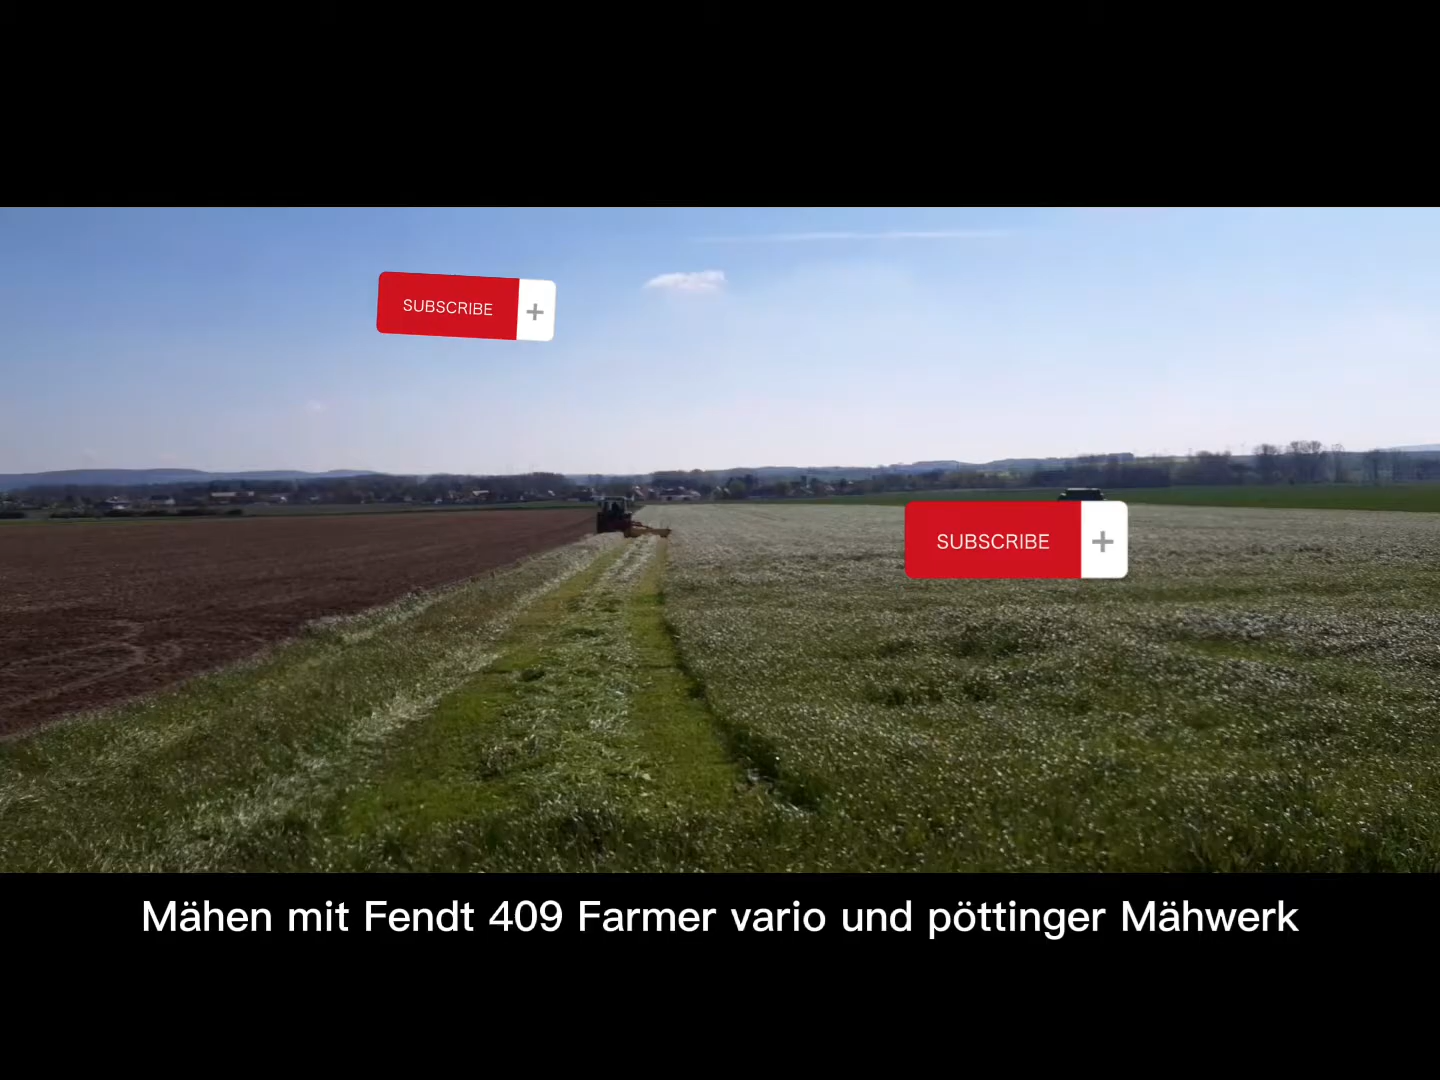 SUBSCRIBE +
SUBSCRIBE +
Mähen mit Fendt 409 Farmer vario und pöttinger Mähwerk